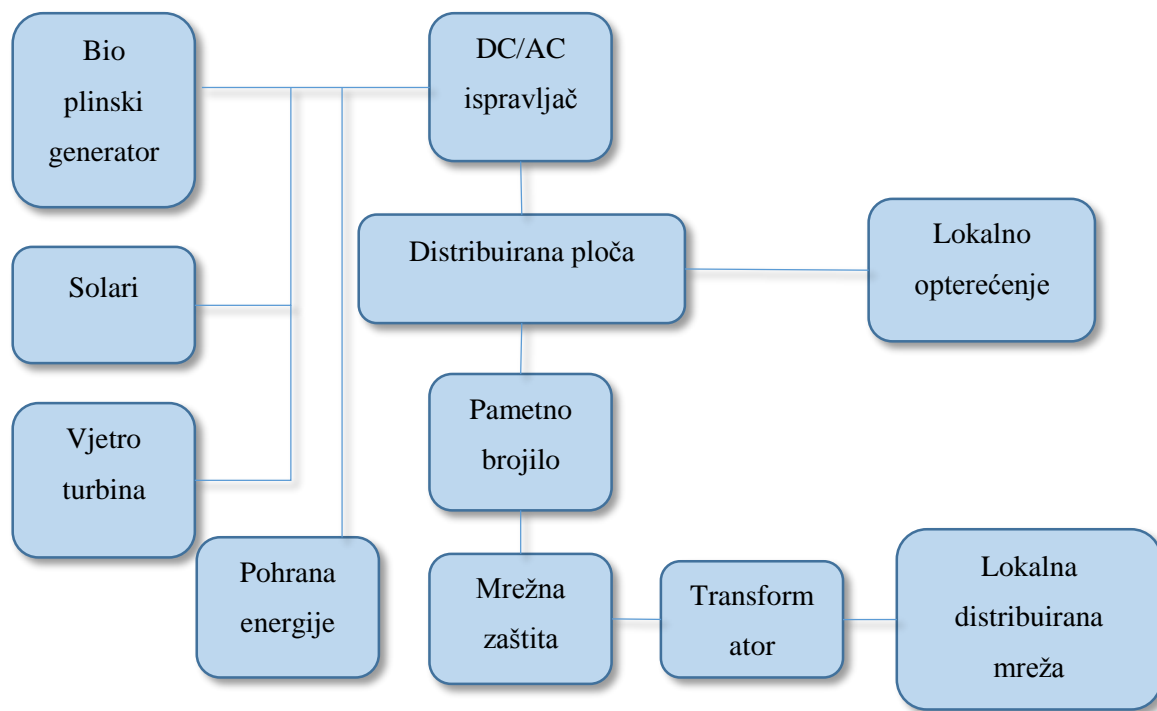 Bio
plinski
generator
DC/AC
ispravljač
Distribuirana ploča
Lokalno
opterećenje
Solari
Pametno
brojilo
Vjetro
turbina
Pohrana
energije
Mrežna
zaštita
Transform
ator
Lokalna
distribuirana
mreža